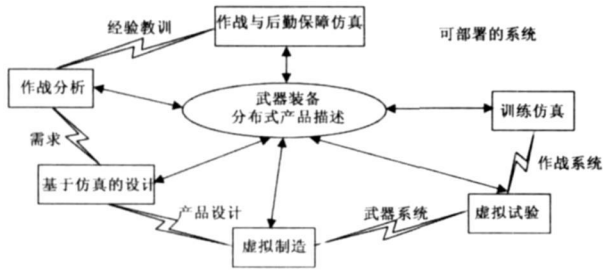 经验教训
作战与后勤保障仿真
可部署的系统
作战分析
武器装备
分布式产品描述
训练仿真
需求
作战系统
基于仿真的设计
产品设计
武器系统
虚拟试验
虚拟制造